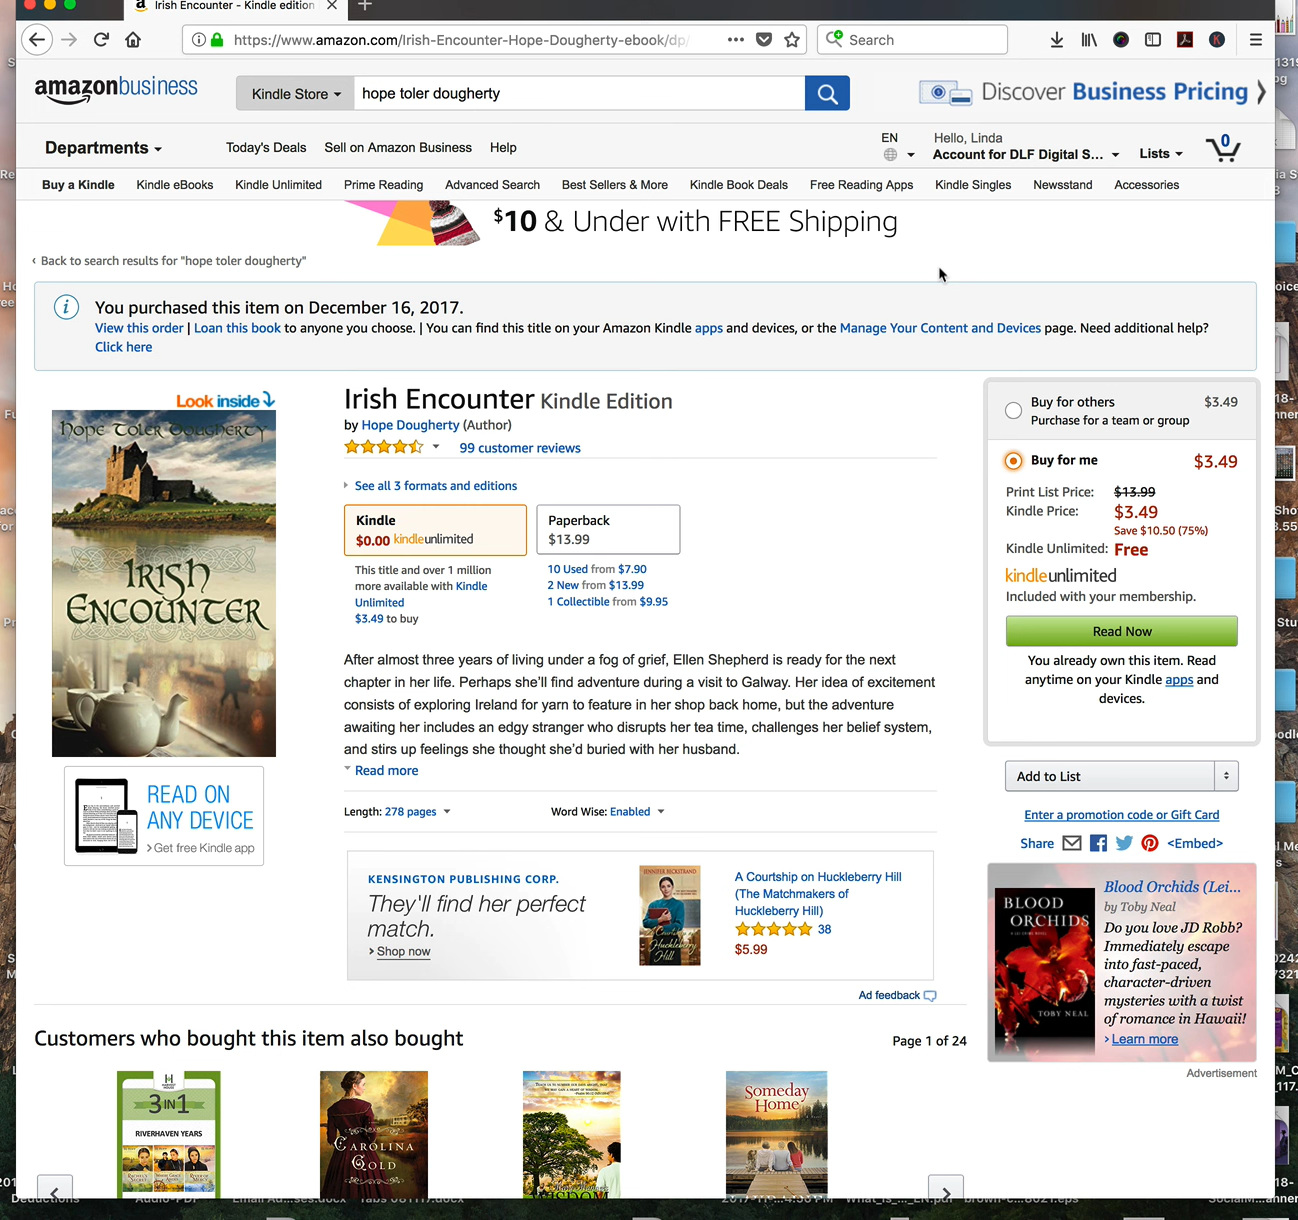 Irish Encounter - Kindle edition
https://www.amazon.com/Irish-Encounter-Hope-Dougherty-ebook/dp/
Search
amazonbusiness
Kindle Store
hope toler dougherty
Discover Business Pricing
Departments
Today's Deals
Sell on Amazon Business
Help
EN
Hello, Linda
Account for DLF Digital S...
Lists
0
Buy a Kindle
Kindle eBooks
Kindle Unlimited
Prime Reading
Advanced Search
Best Sellers & More
Kindle Book Deals
Free Reading Apps
Kindle Singles
Newsstand
Accessories
$10 & Under with FREE Shipping
‹ Back to search results for "hope toler dougherty"
You purchased this item on December 16, 2017.
View this order | Loan this book to anyone you choose. | You can find this title on your Amazon Kindle apps and devices, or the Manage Your Content and Devices page. Need additional help?
Click here
Look inside
HOPE TOLER DOUGHERTY
IRISH
ENCOUNTER
READ ON
ANY DEVICE
› Get free Kindle app
Irish Encounter Kindle Edition
by Hope Dougherty (Author)
99 customer reviews
See all 3 formats and editions
Kindle
$0.00 kindleunlimited
This title and over 1 million
more available with Kindle
Unlimited
$3.49 to buy
Paperback
$13.99
10 Used from $7.90
2 New from $13.99
1 Collectible from $9.95
After almost three years of living under a fog of grief, Ellen Shepherd is ready for the next
chapter in her life. Perhaps she'll find adventure during a visit to Galway. Her idea of excitement
consists of exploring Ireland for yarn to feature in her shop back home, but the adventure
awaiting her includes an edgy stranger who disrupts her tea time, challenges her belief system,
and stirs up feelings she thought she'd buried with her husband.
Read more
Length: 278 pages
Word Wise: Enabled
KENSINGTON PUBLISHING CORP.
They'll find her perfect
match.
› Shop now
JENNIFER BECKSTRAND
A Courtship on
Huckleberry
Hill
A Courtship on Huckleberry Hill
(The Matchmakers of
Huckleberry Hill)
38
$5.99
Ad feedback
Buy for others
$3.49
Purchase for a team or group
Buy for me
$3.49
Print List Price: $13.99
Kindle Price: $3.49
Save $10.50 (75%)
Kindle Unlimited: Free
kindleunlimited
Included with your membership.
Read Now
You already own this item. Read
anytime on your Kindle apps and
devices.
Add to List
Enter a promotion code or Gift Card
Share
<Embed>
BLOOD
ORCHIDS
TOBY NEAL
Blood Orchids (Lei...
by Toby Neal
Do you love JD Robb?
Immediately escape
into fast-paced,
character-driven
mysteries with a twist
of romance in Hawaii!
› Learn more
Advertisement
Customers who bought this item also bought
Page 1 of 24
3 IN 1
RIVERHAVEN YEARS
CAROLINA
GOLD
Someday
Home